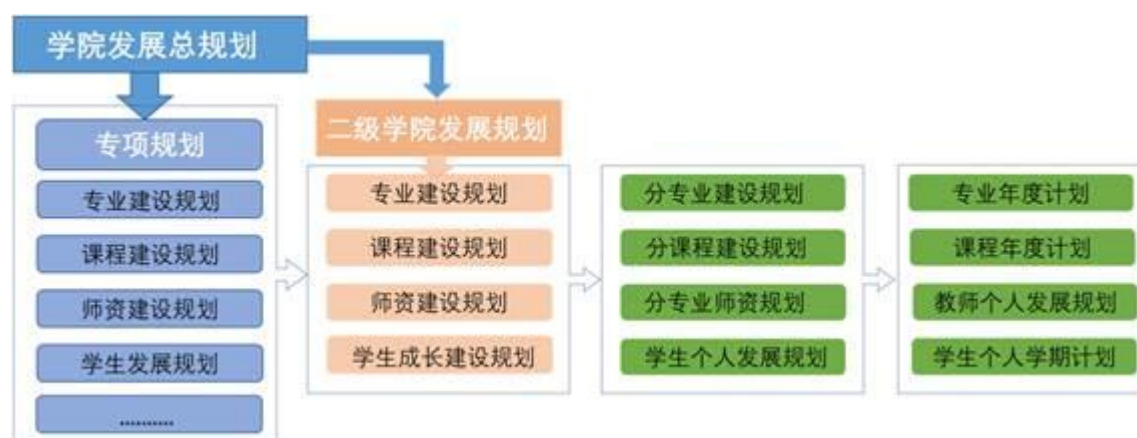 学院发展总规划
专项规划
专业建设规划
课程建设规划
师资建设规划
学生发展规划
..........
二级学院发展规划
专业建设规划
课程建设规划
师资建设规划
学生成长建设规划
分专业建设规划
分课程建设规划
分专业师资规划
学生个人发展规划
专业年度计划
课程年度计划
教师个人发展规划
学生个人学期计划